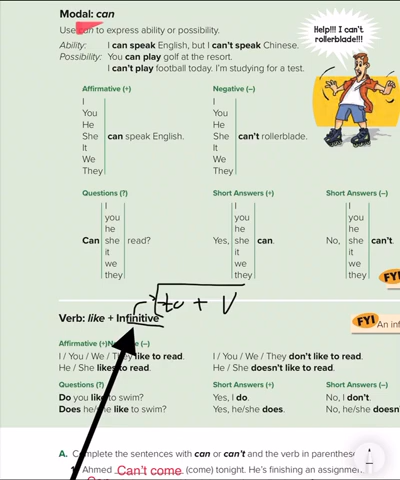 Modal: can
Use can to express ability or possibility.
Ability: I can speak English, but I can't speak Chinese.
Possibility: You can play golf at the resort.
I can't play football today. I'm studying for a test.
Help!!! I can't
rollerblade!!!
Affirmative (+) Negative (–)
I I
You You
He He
She can speak English. She can't rollerblade.
It It
We We
They They
Questions (?) Short Answers (+) Short Answers (–)
I I I
you you you
he he he
Can she read? Yes, she can. No, she can't.
it it it
we we we
they they they
FYI
to + V
Verb: like + Infinitive
FYI An inf
Affirmative (+) Ne (–)
I / You / We / They like to read. I / You / We / They don't like to read.
He / She likes to read. He / She doesn't like to read.
Questions (?) Short Answers (+) Short Answers (–)
Do you like to swim? Yes, I do. No, I don't.
Does he/she like to swim? Yes, he/she does. No, he/she doesn
A. Complete the sentences with can or can't and the verb in parenthese
1. Ahmed Can't come (come) tonight. He's finishing an assignmen